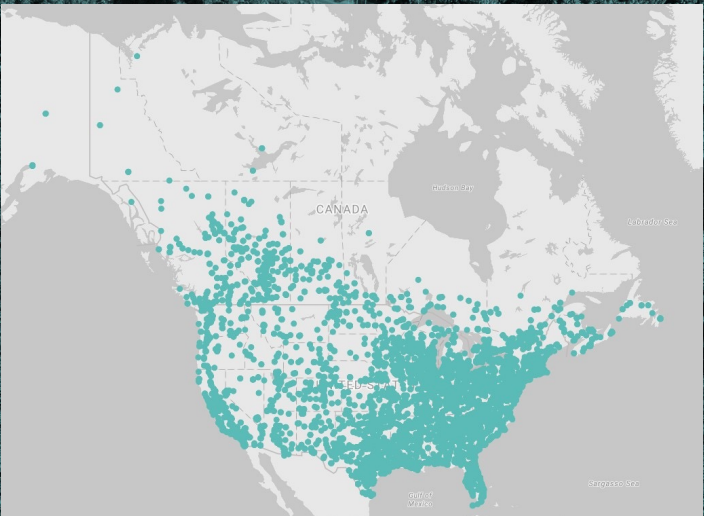 Hudson Bay
CANADA
Labrador Sea
Sargasso Sea
Gulf of
Mexico